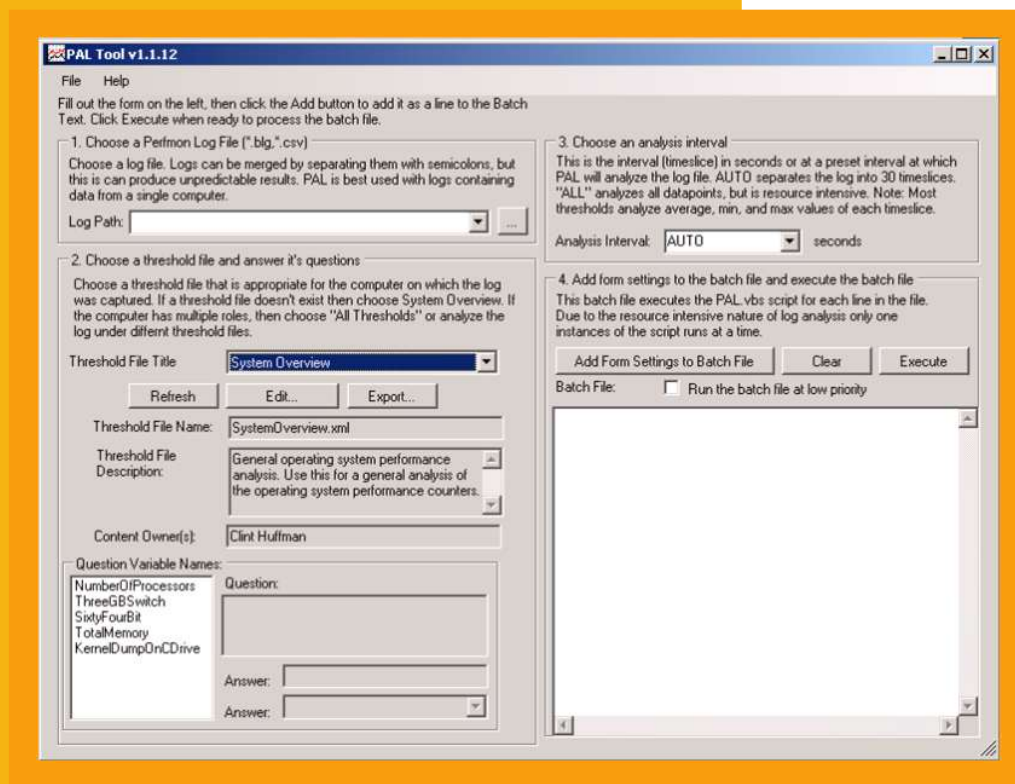 PAL Tool v1.1.12
File Help
Fill out the form on the left, then click the Add button to add it as a line to the Batch
Text. Click Execute when ready to process the batch file.
1. Choose a Perfmon Log File (*.blg,*.csv)
Choose a log file. Logs can be merged by separating them with semicolons, but
this is can produce unpredictable results. PAL is best used with logs containing
data from a single computer.
Log Path:
...
2. Choose a threshold file and answer it's questions
Choose a threshold file that is appropriate for the computer on which the log
was captured. If a threshold file doesn't exist then choose System Overview. If
the computer has multiple roles, then choose "All Thresholds" or analyze the
log under differnt threshold files.
Threshold File Title
System Overview
Refresh
Edit...
Export...
Threshold File Name:
SystemOverview.xml
Threshold File
Description:
General operating system performance
analysis. Use this for a general analysis of
the operating system performance counters.
Content Owner(s):
Clint Huffman
Question Variable Names:
NumberOfProcessors
ThreeGBSwitch
SixtyFourBit
TotalMemory
KernelDumpOnCDrive
Question:
Answer:
Answer:
3. Choose an analysis interval
This is the interval (timeslice) in seconds or at a preset interval at which
PAL will analyze the log file. AUTO separates the log into 30 timeslices.
"ALL" analyzes all datapoints, but is resource intensive. Note: Most
thresholds analyze average, min, and max values of each timeslice.
Analysis Interval: AUTO seconds
4. Add form settings to the batch file and execute the batch file
This batch file executes the PAL.vbs script for each line in the file.
Due to the resource intensive nature of log analysis only one
instances of the script runs at a time.
Add Form Settings to Batch File
Clear
Execute
Batch File:
Run the batch file at low priority